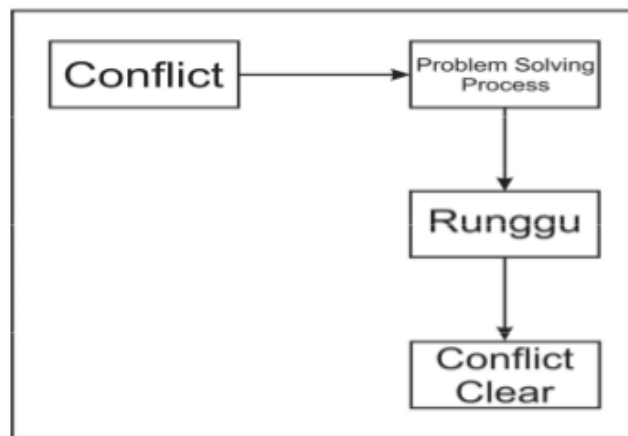 Conflict
Problem Solving
Process
Runggu
Conflict
Clear